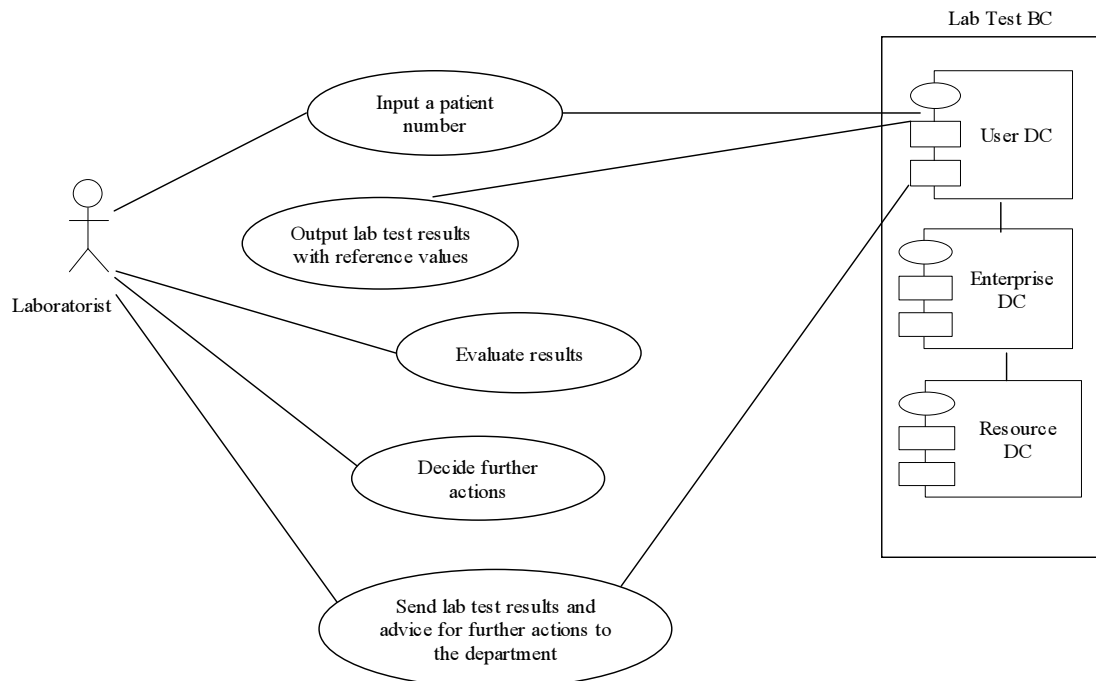 Lab Test BC
Input a patient
number
User DC
Output lab test results
with reference values
Enterprise
DC
Laboratorist
Evaluate results
Resource
DC
Decide further
actions
Send lab test results and
advice for further actions to
the department